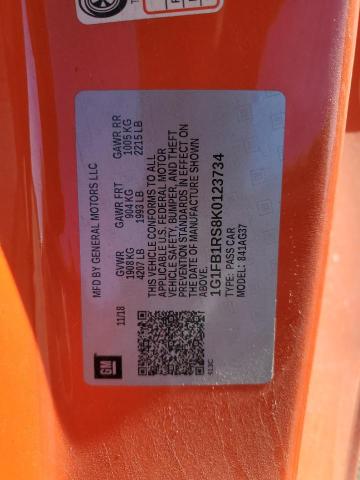 MFD BY GENERAL MOTORS LLC
11/18
GVWR GAWR FRT GAWR RR
1908 KG 904 KG 1005 KG
4207 LB 1993 LB 2215 LB
THIS VEHICLE CONFORMS TO ALL
APPLICABLE U.S. FEDERAL MOTOR
VEHICLE SAFETY, BUMPER, AND THEFT
PREVENTION STANDARDS IN EFFECT ON
THE DATE OF MANUFACTURE SHOWN
ABOVE.
1G1FB1RS8K0123734
TYPE: PASS CAR
MODEL: 841AG37
GM